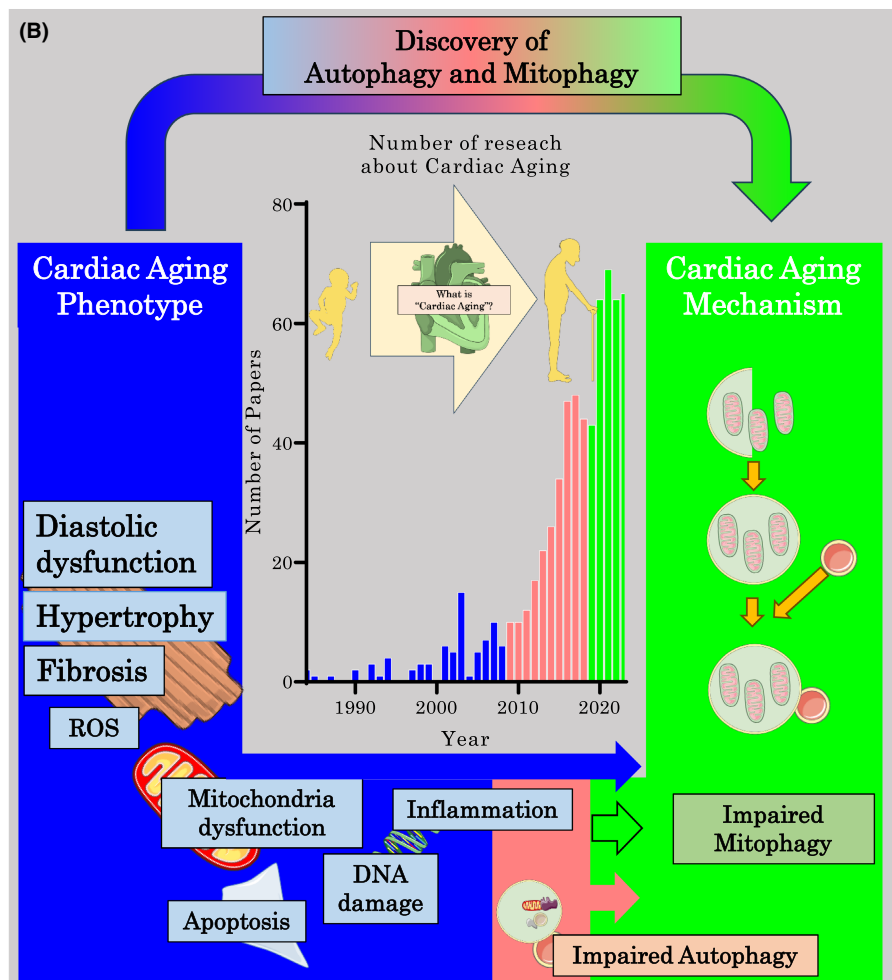 (B)
Discovery of
Autophagy and Mitophagy
Number of reseach
about Cardiac Aging
Cardiac Aging
Phenotype
Cardiac Aging
Mechanism
80
60
40
20
0
Number of Papers
What is
“Cardiac Aging”?
1990
2000
2010
2020
Year
Diastolic
dysfunction
Hypertrophy
Fibrosis
ROS
Mitochondria
dysfunction
Inflammation
DNA
damage
Apoptosis
Impaired
Mitophagy
Impaired Autophagy